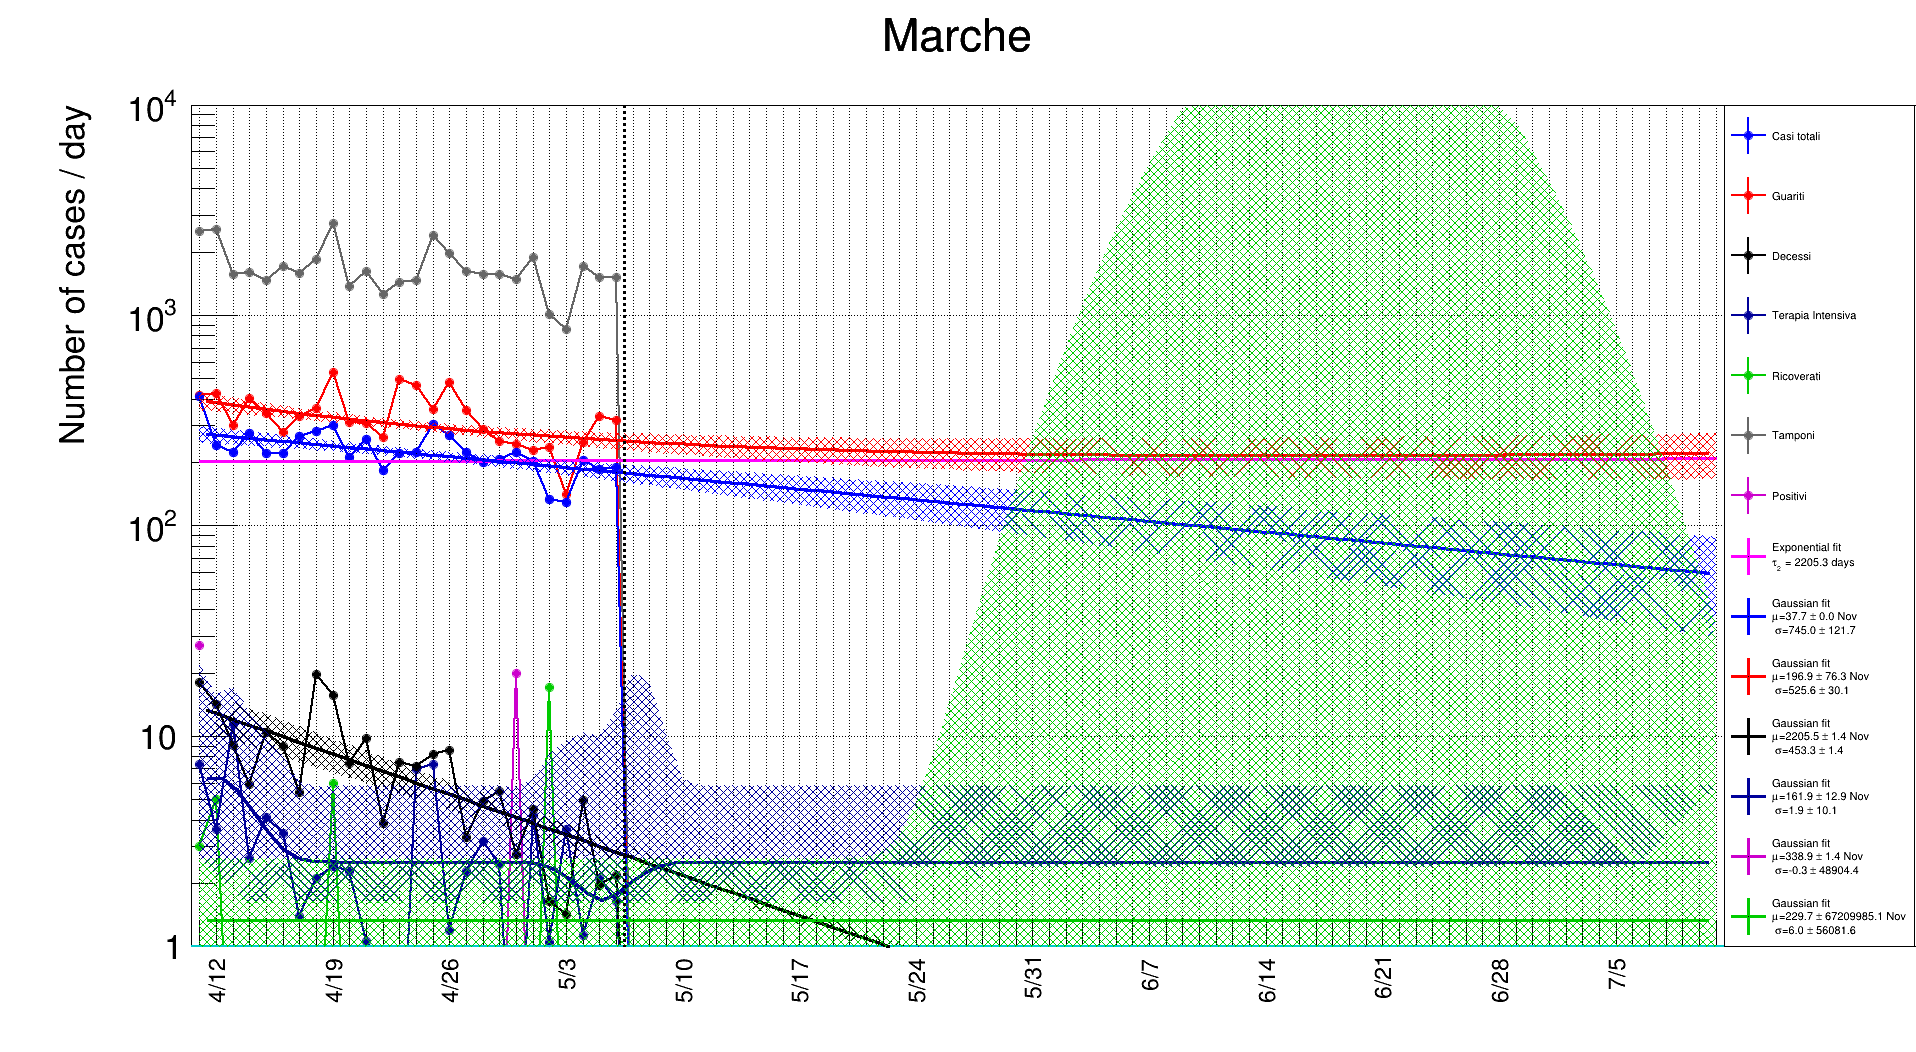 Marche
Number of cases / day
10^4
10^3
10^2
10
1
4/12
4/19
4/26
5/3
5/10
5/17
5/24
5/31
6/7
6/14
6/21
6/28
7/5
Casi totali
Guariti
Decessi
Terapia Intensiva
Ricoverati
Tamponi
Positivi
Exponential fit
τ_2 = 2205.3 days
Gaussian fit
μ=37.7 ± 0.0 Nov
σ=745.0 ± 121.7
Gaussian fit
μ=196.9 ± 76.3 Nov
σ=525.6 ± 30.1
Gaussian fit
μ=2205.5 ± 1.4 Nov
σ=453.3 ± 1.4
Gaussian fit
μ=161.9 ± 12.9 Nov
σ=1.9 ± 10.1
Gaussian fit
μ=338.9 ± 1.4 Nov
σ=-0.3 ± 48904.4
Gaussian fit
μ=229.7 ± 67209985.1 Nov
σ=6.0 ± 56081.6